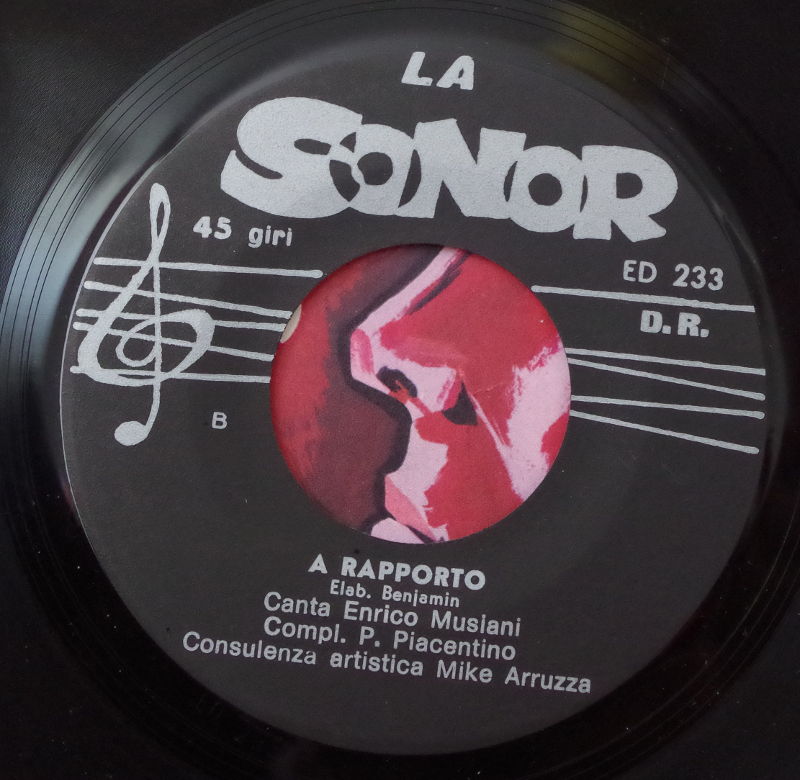 LA
SONOR
45 giri
ED 233
D.R.
B
A RAPPORTO
Elab. Benjamin
Canta Enrico Musiani
Compl. P. Piacentino
Consulenza artistica Mike Arruzza